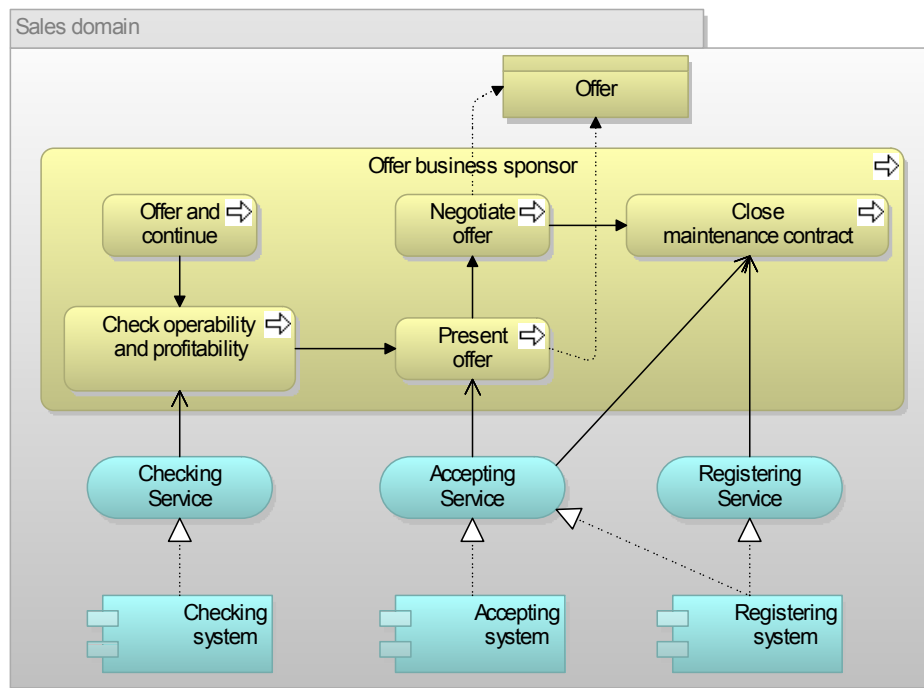 Sales domain
Offer
Offer business sponsor
Offer and
continue
Negotiate
offer
Close
maintenance contract
Check operability
and profitability
Present
offer
Checking
Service
Accepting
Service
Registering
Service
Checking
system
Accepting
system
Registering
system